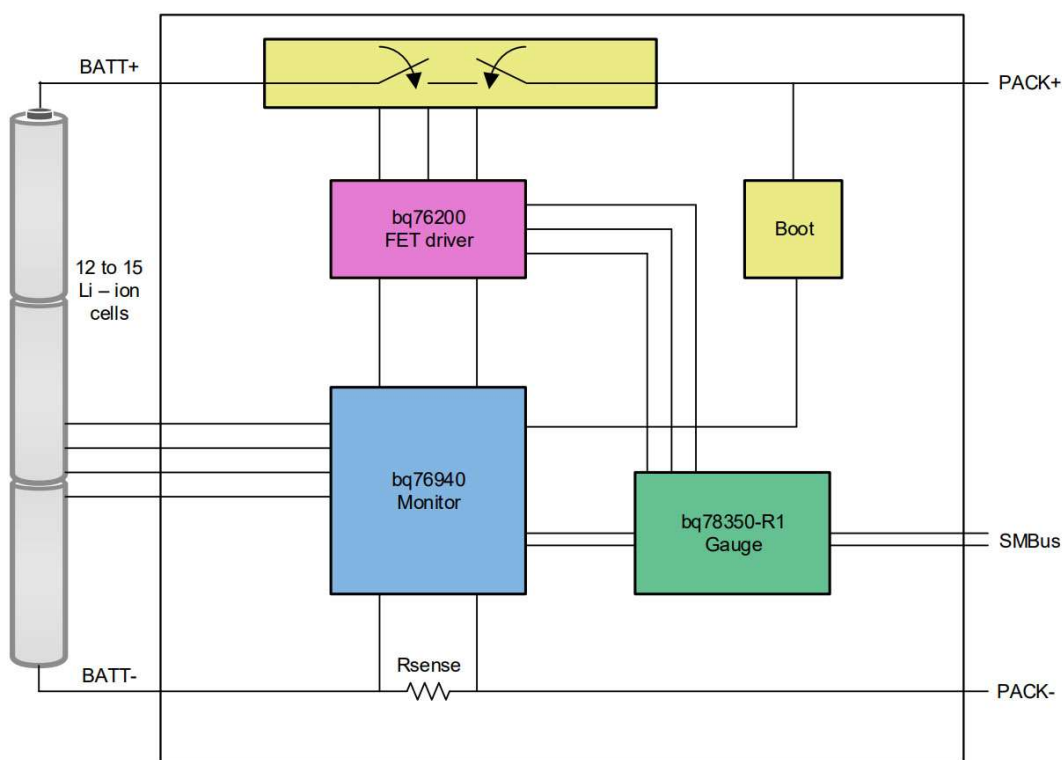 BATT+
PACK+
bq76200
FET driver
Boot
12 to 15
Li – ion
cells
bq76940
Monitor
bq78350-R1
Gauge
SMBus
Rsense
BATT-
PACK-